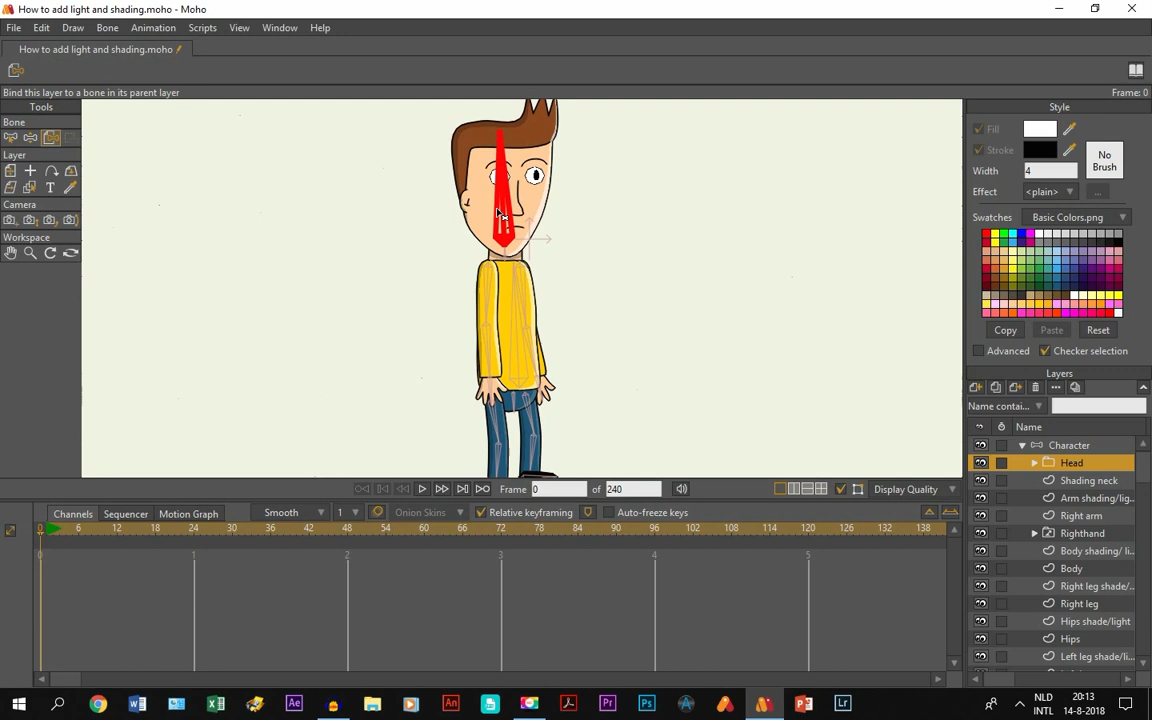 How to add light and shading.moho - Moho
File Edit Draw Bone Animation Scripts View Window Help
How to add light and shading.moho
Bind this layer to a bone in its parent layer
Frame: 0
Tools
Bone
Layer
Camera
Workspace
Style
Fill
Stroke
No
Brush
Width 4
Effect <plain> ...
Swatches Basic Colors.png
Copy Paste Reset
Advanced Checker selection
Layers
Name contai...
Name
Character
Head
Shading neck
Arm shading/lig...
Right arm
Righthand
Body shading/ li...
Body
Right leg shade/...
Right leg
Hips shade/light
Hips
Left leg shade/li...
Frame 0 of 240 Display Quality
Channels Sequencer Motion Graph Smooth 1 Onion Skins Relative keyframing Auto-freeze keys
0 6 12 18 24 30 36 42 48 54 60 66 72 78 84 90 96 102 108 114 120 126 132 138
0 1 2 3 4 5
NLD
INTL
20:13
14-8-2018